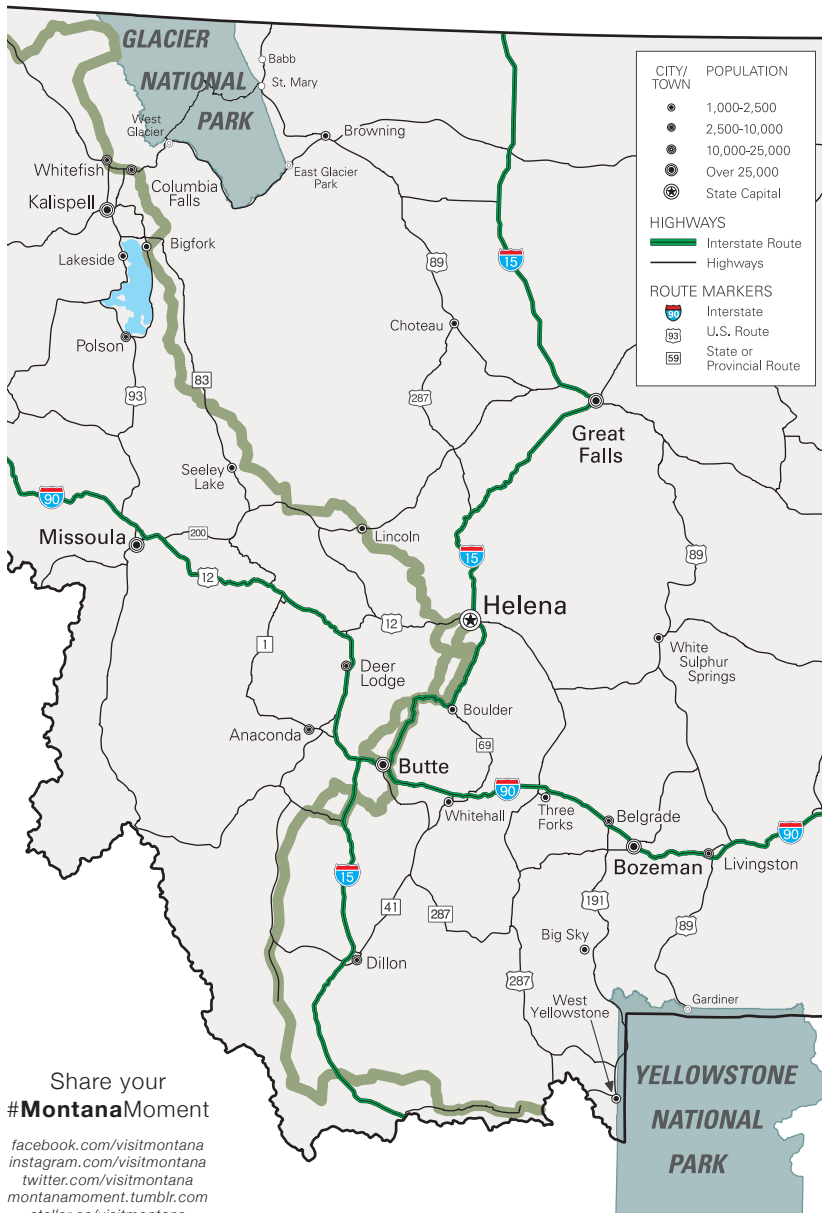 GLACIER
NATIONAL
PARK
Babb
St. Mary
West
Glacier
Browning
East Glacier
Park
Whitefish
Columbia
Falls
Kalispell
Bigfork
Lakeside
Polson
CITY/
TOWN
POPULATION
1,000-2,500
2,500-10,000
10,000-25,000
Over 25,000
State Capital
HIGHWAYS
Interstate Route
Highways
ROUTE MARKERS
90
Interstate
93
U.S. Route
59
State or
Provincial Route
15
89
Choteau
287
83
93
Great
Falls
Seeley
Lake
90
Missoula
200
Lincoln
12
15
89
Helena
12
1
White
Sulphur
Springs
Deer
Lodge
Boulder
Anaconda
69
Butte
90
Whitehall
Three
Forks
Belgrade
90
Bozeman
Livingston
15
41
287
191
89
Big Sky
Dillon
287
West
Yellowstone
Gardiner
YELLOWSTONE
NATIONAL
PARK
Share your
#MontanaMoment
facebook.com/visitmontana
instagram.com/visitmontana
twitter.com/visitmontana
montanamoment.tumblr.com